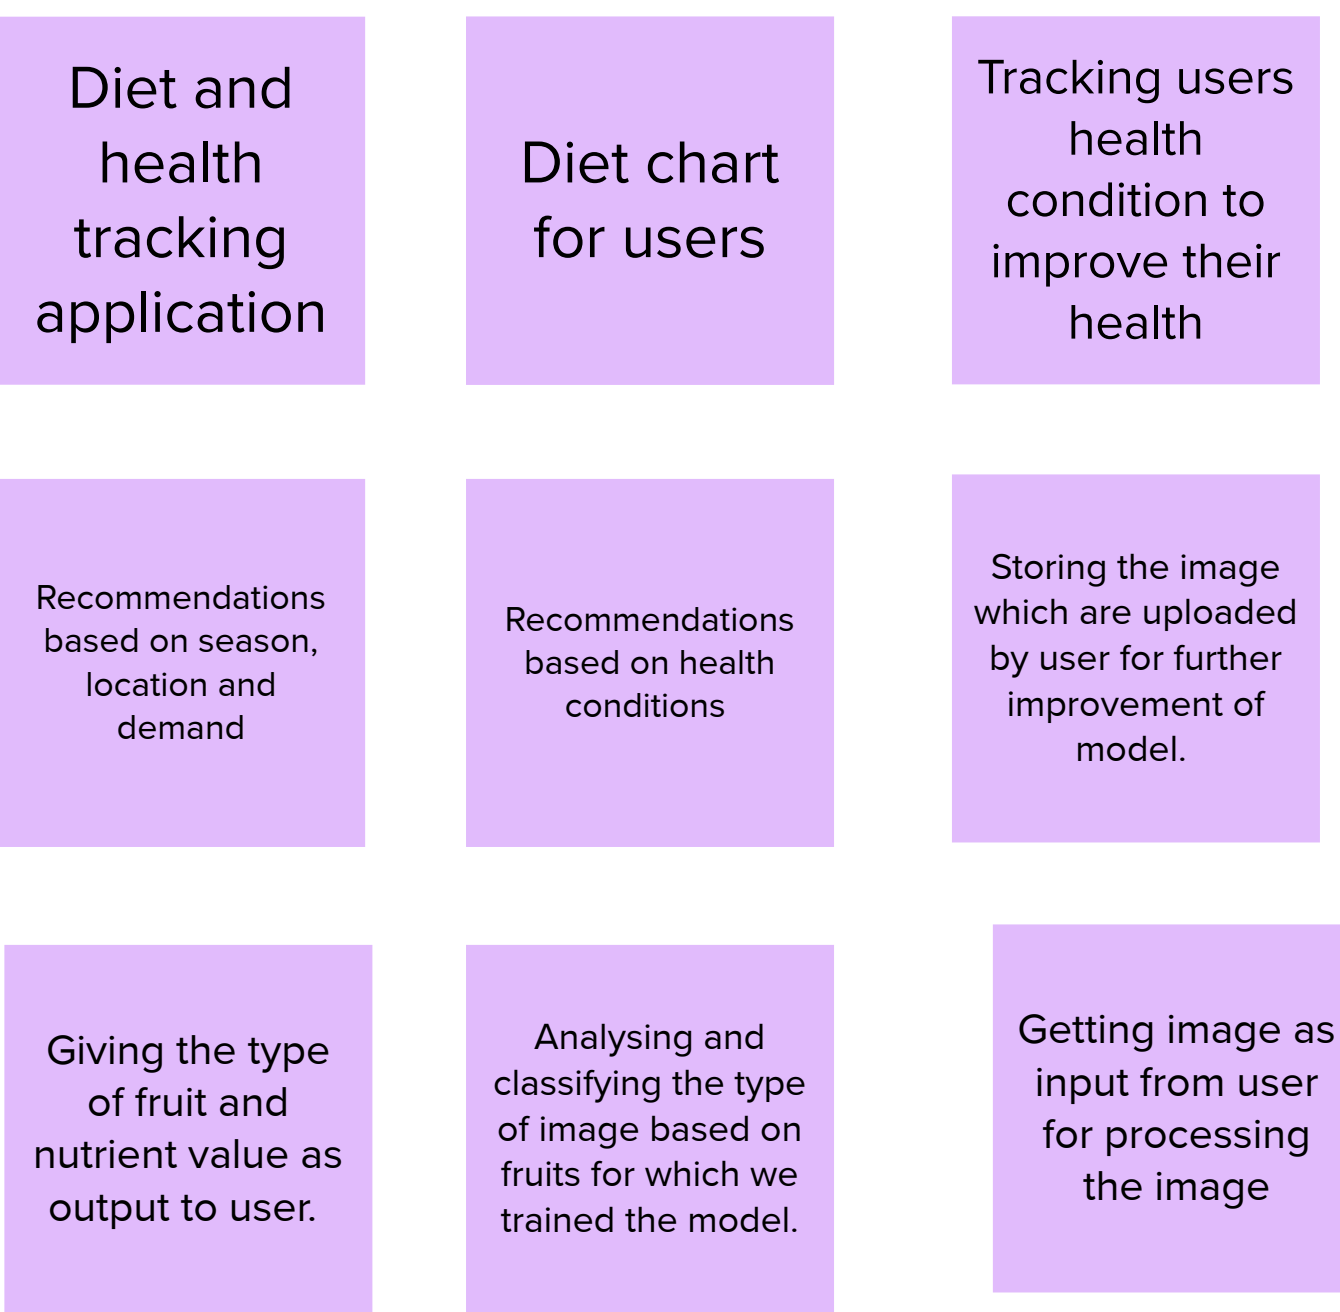 Diet and
health
tracking
application
Diet chart
for users
Tracking users
health
condition to
improve their
health
Recommendations
based on season,
location and
demand
Recommendations
based on health
conditions
Storing the image
which are uploaded
by user for further
improvement of
model.
Giving the type
of fruit and
nutrient value as
output to user.
Analysing and
classifying the type
of image based on
fruits for which we
trained the model.
Getting image as
input from user
for processing
the image